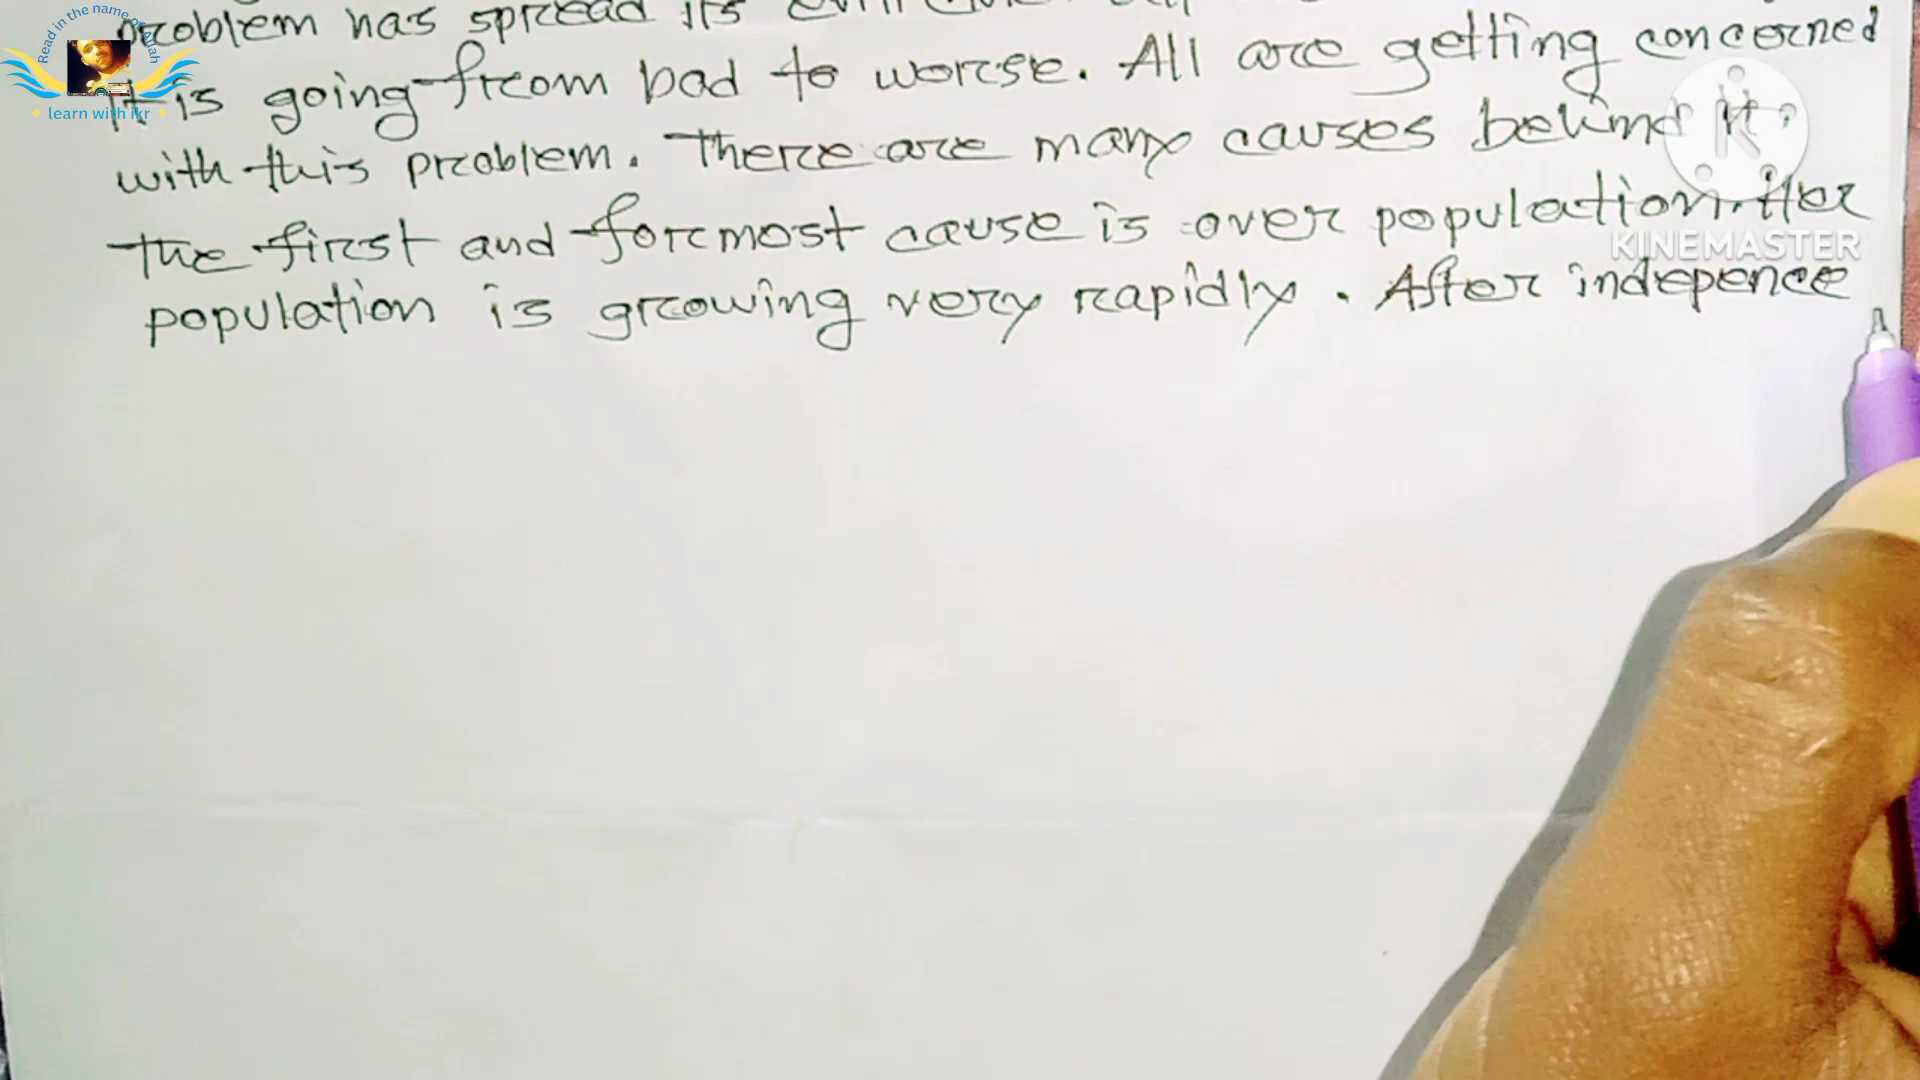 Read in the name of Allah
learn with ikr
problem has spread its
It is going from bad to worse. All are getting concerned
with this problem. There are many causes behind it.
The first and foremost cause is over population. Her
KINEMASTER
population is growing very rapidly. After indepence